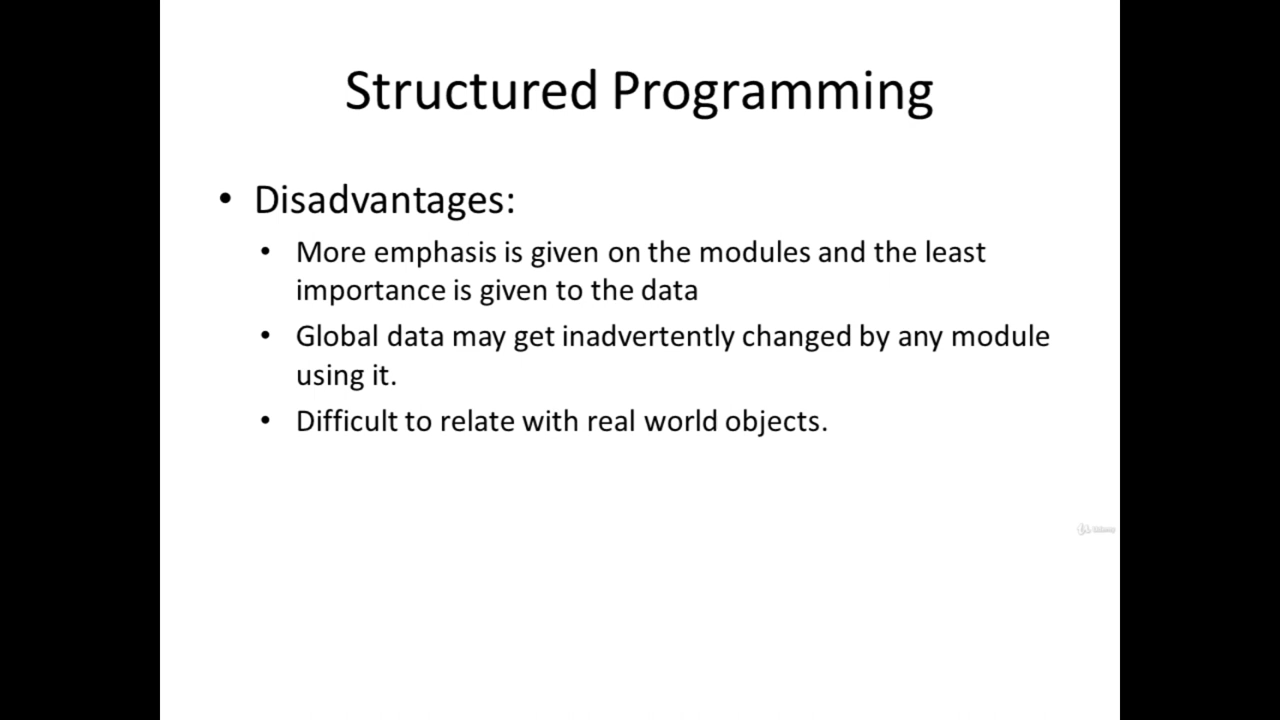 Structured Programming
• Disadvantages:
• More emphasis is given on the modules and the least
importance is given to the data
• Global data may get inadvertently changed by any module
using it.
• Difficult to relate with real world objects.
Udemy